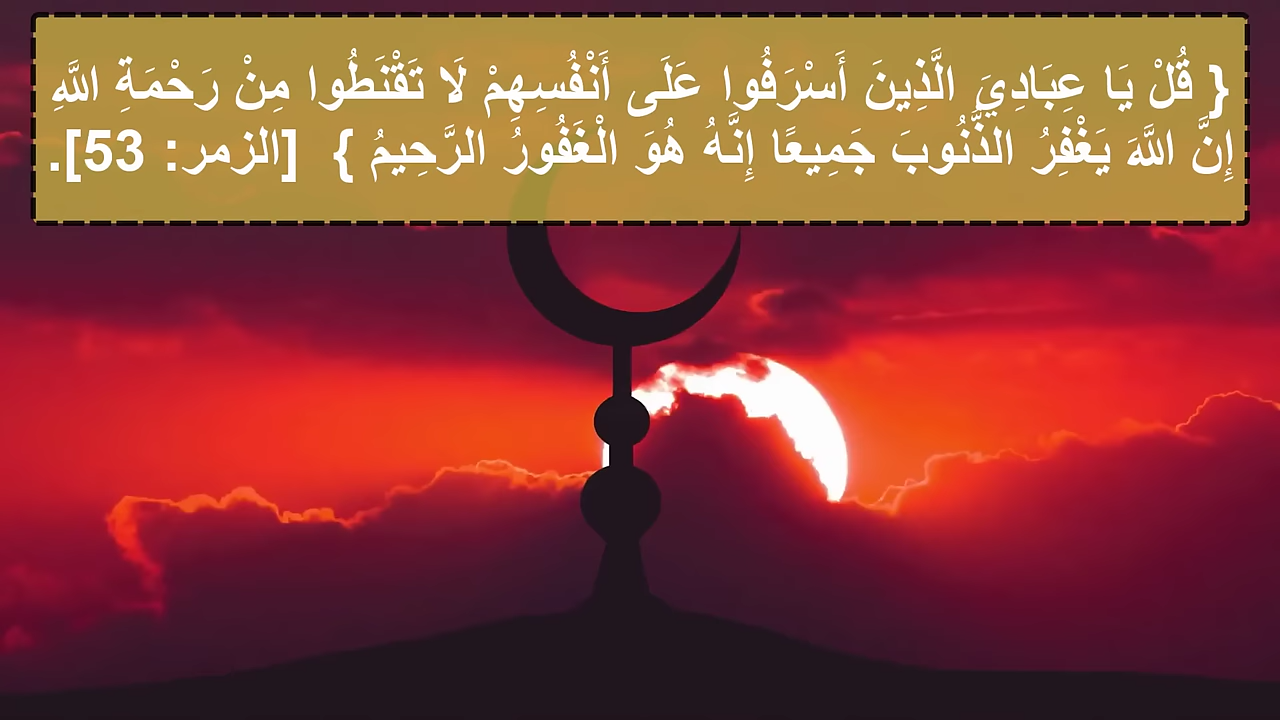 { قُلْ يَا عِبَادِيَ الَّذِينَ أَسْرَفُوا عَلَى أَنْفُسِهِمْ لَا تَقْنَطُوا مِنْ رَحْمَةِ اللَّهِ
إِنَّ اللَّهَ يَغْفِرُ الذُّنُوبَ جَمِيعًا إِنَّهُ هُوَ الْغَفُورُ الرَّحِيمُ } [الزمر: 53].